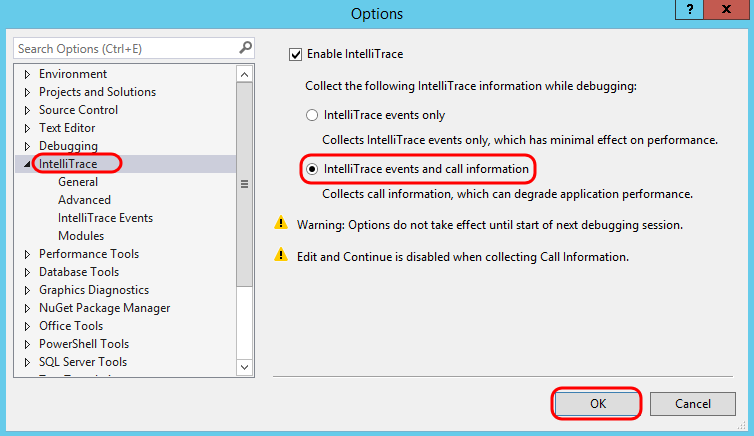 Options
? X
Search Options (Ctrl+E)
Environment
Projects and Solutions
Source Control
Text Editor
Debugging
IntelliTrace
General
Advanced
IntelliTrace Events
Modules
Performance Tools
Database Tools
Graphics Diagnostics
NuGet Package Manager
Office Tools
PowerShell Tools
SQL Server Tools
Enable IntelliTrace
Collect the following IntelliTrace information while debugging:
IntelliTrace events only
Collects IntelliTrace events only, which has minimal effect on performance.
IntelliTrace events and call information
Collects call information, which can degrade application performance.
Warning: Options do not take effect until start of next debugging session.
Edit and Continue is disabled when collecting Call Information.
OK
Cancel